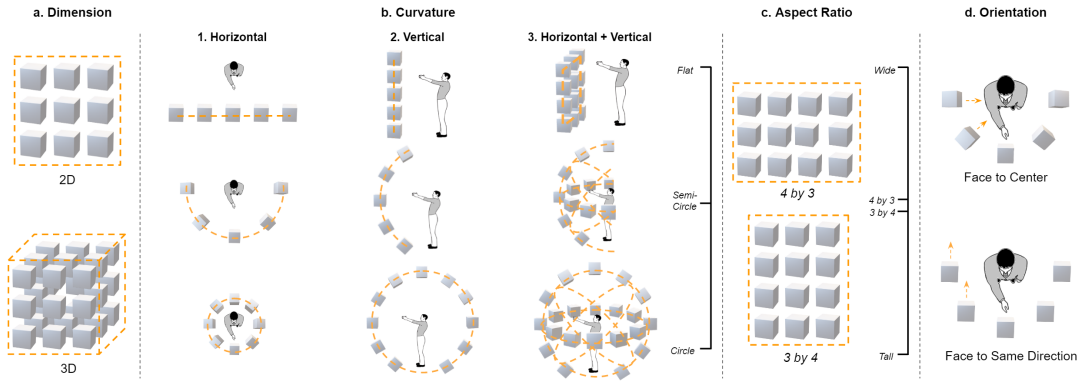 a. Dimension
b. Curvature
c. Aspect Ratio
d. Orientation
1. Horizontal
2. Vertical
3. Horizontal + Vertical
2D
3D
Flat
Semi-
Circle
Circle
4 by 3
3 by 4
Wide
4 by 3
3 by 4
Tall
Face to Center
Face to Same Direction